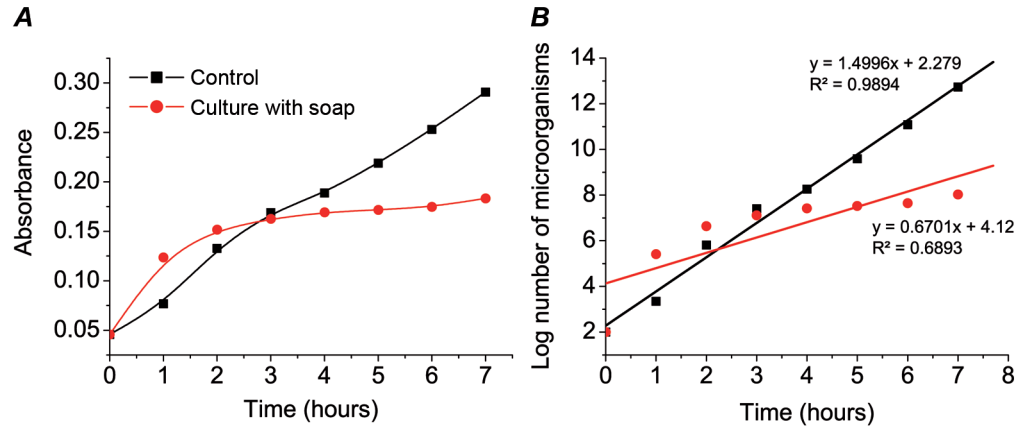 A
Absorbance
0.30
0.25
0.20
0.15
0.10
0.05
Control
Culture with soap
0 1 2 3 4 5 6 7
Time (hours)
B
Log number of microorganisms
14
12
10
8
6
4
2
y = 1.4996x + 2.279
R² = 0.9894
y = 0.6701x + 4.12
R² = 0.6893
0 1 2 3 4 5 6 7 8
Time (hours)